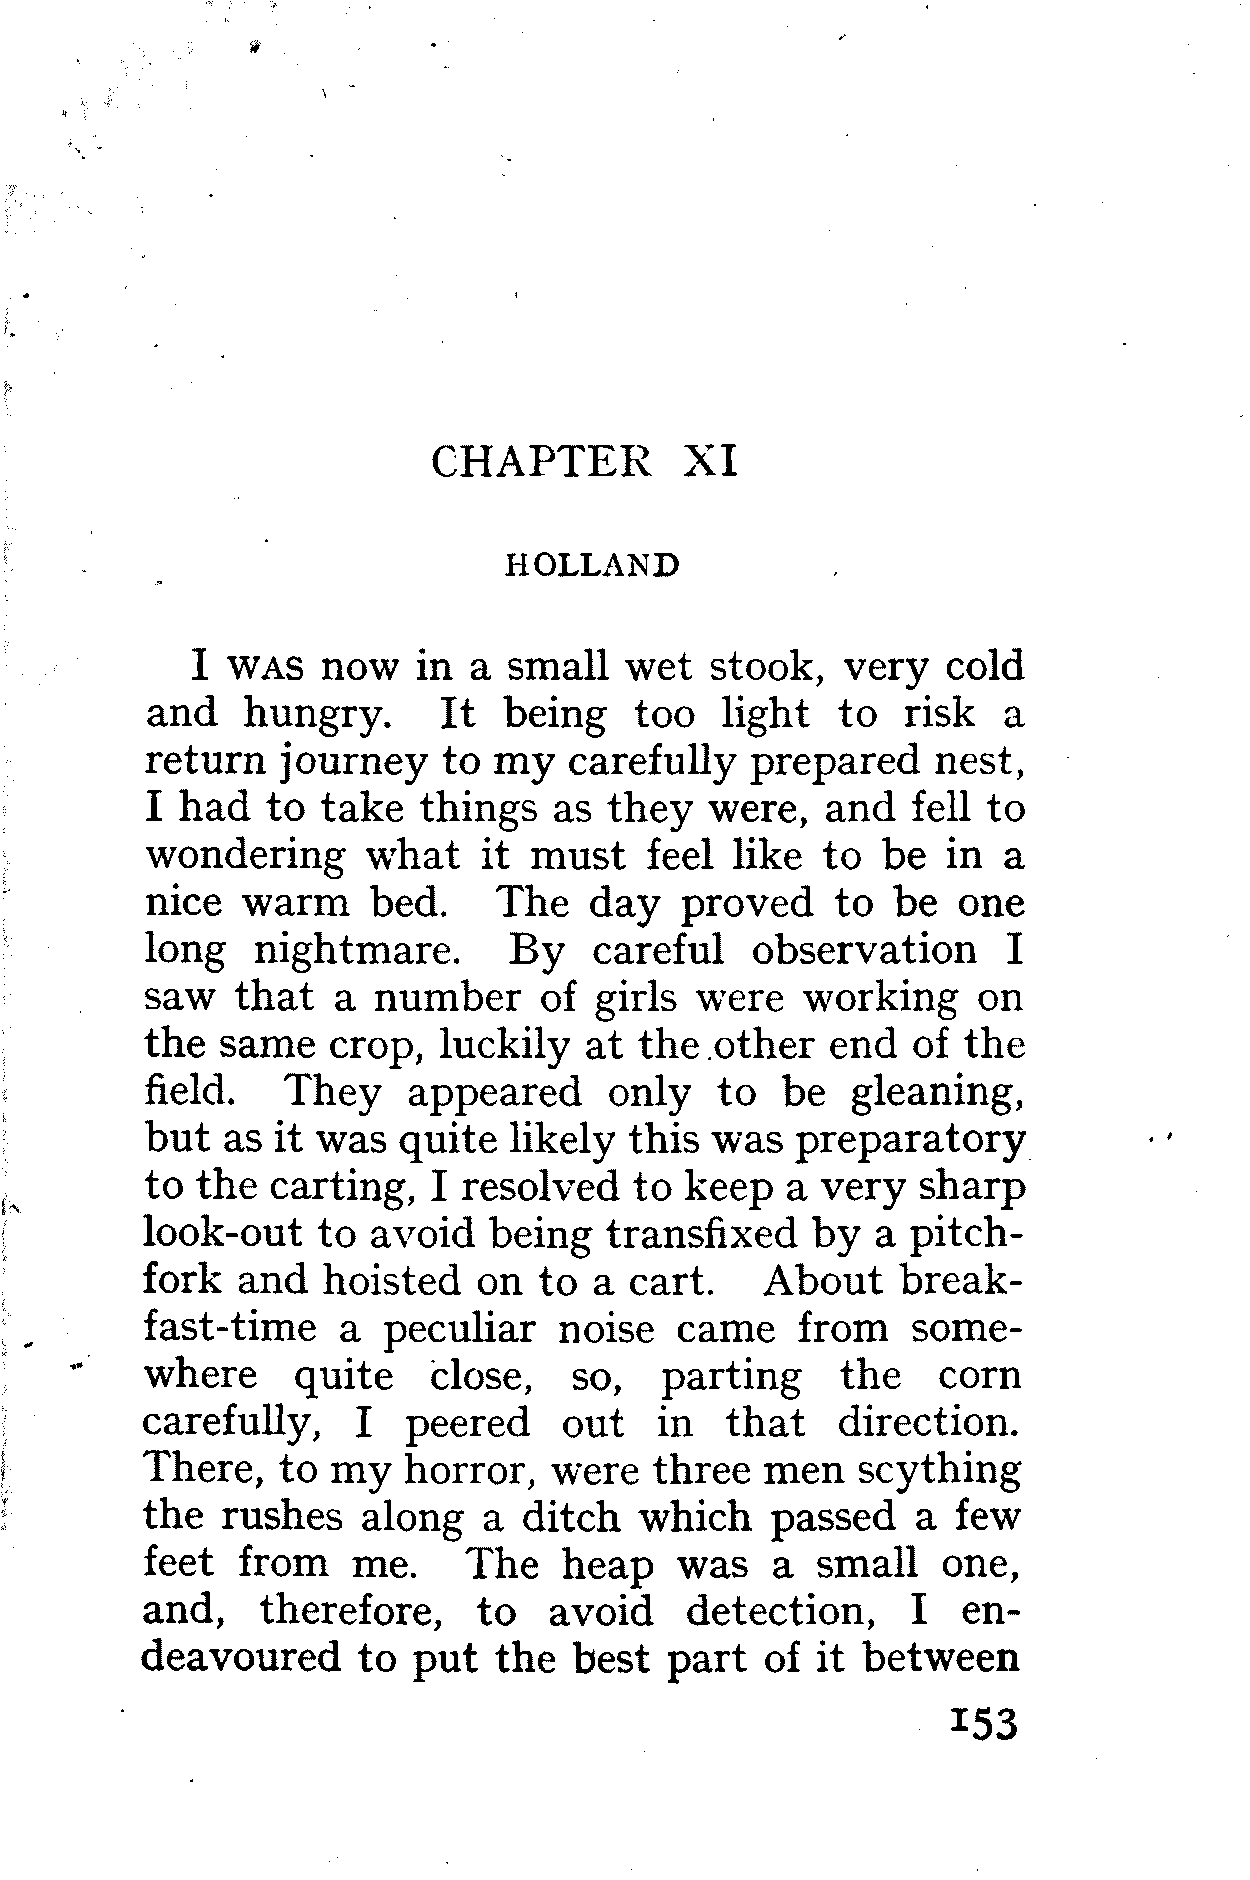 CHAPTER XI
HOLLAND
I WAS now in a small wet stook, very cold
and hungry. It being too light to risk a
return journey to my carefully prepared nest,
I had to take things as they were, and fell to
wondering what it must feel like to be in a
nice warm bed. The day proved to be one
long nightmare. By careful observation I
saw that a number of girls were working on
the same crop, luckily at the other end of the
field. They appeared only to be gleaning,
but as it was quite likely this was preparatory
to the carting, I resolved to keep a very sharp
look-out to avoid being transfixed by a pitch-
fork and hoisted on to a cart. About break-
fast-time a peculiar noise came from some-
where quite close, so, parting the corn
carefully, I peered out in that direction.
There, to my horror, were three men scything
the rushes along a ditch which passed a few
feet from me. The heap was a small one,
and, therefore, to avoid detection, I en-
deavoured to put the best part of it between
153